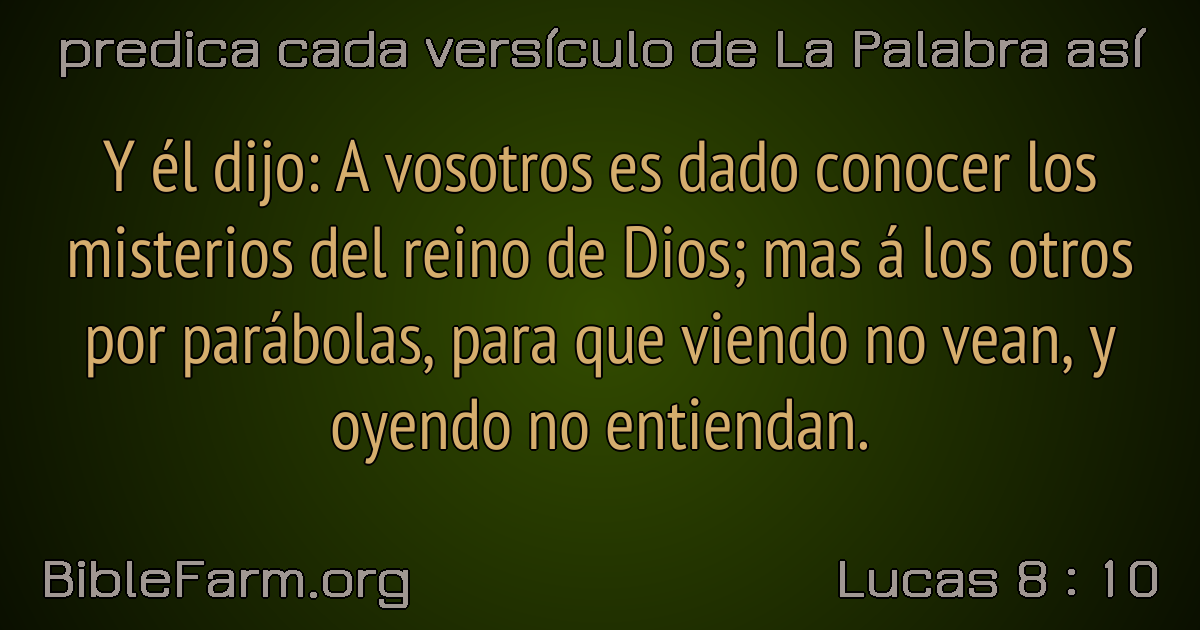 predica cada versículo de La Palabra así
Y él dijo: A vosotros es dado conocer los
misterios del reino de Dios; mas á los otros
por parábolas, para que viendo no vean, y
oyendo no entiendan.
BibleFarm.org
Lucas 8 : 10